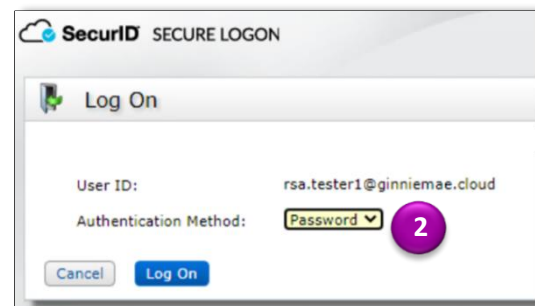 SecurID SECURE LOGON
Log On
User ID: rsa.tester1@ginniemae.cloud
Authentication Method: Password
2
Cancel Log On